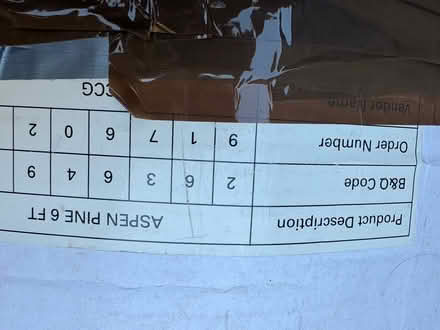 Product Description ASPEN PINE 6 FT
B&Q Code 2 6 3 6 4 9
Order Number 9 1 7 6 0 2
Vendor Name CCG